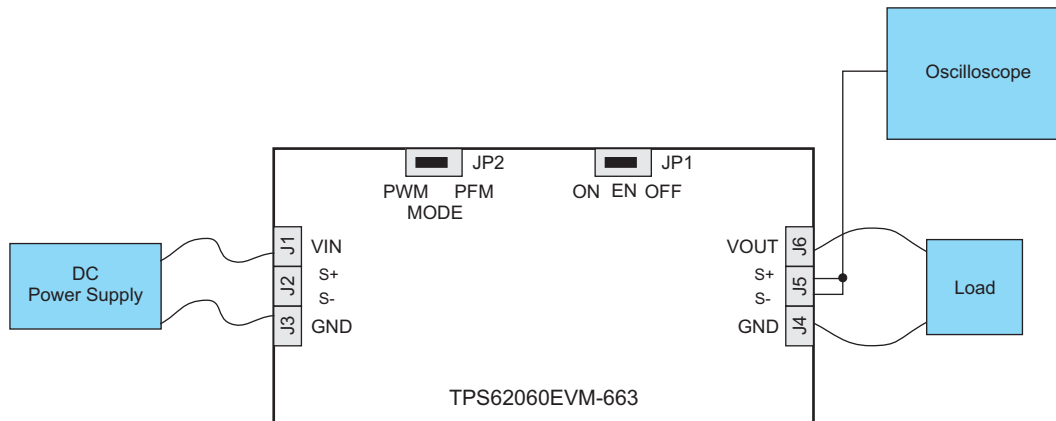 Oscilloscope
JP2
JP1
PWM PFM
MODE
ON EN OFF
DC
Power Supply
J1 VIN
J2 S+
S-
J3 GND
VOUT J6
S+ J5
S-
GND J4
Load
TPS62060EVM-663